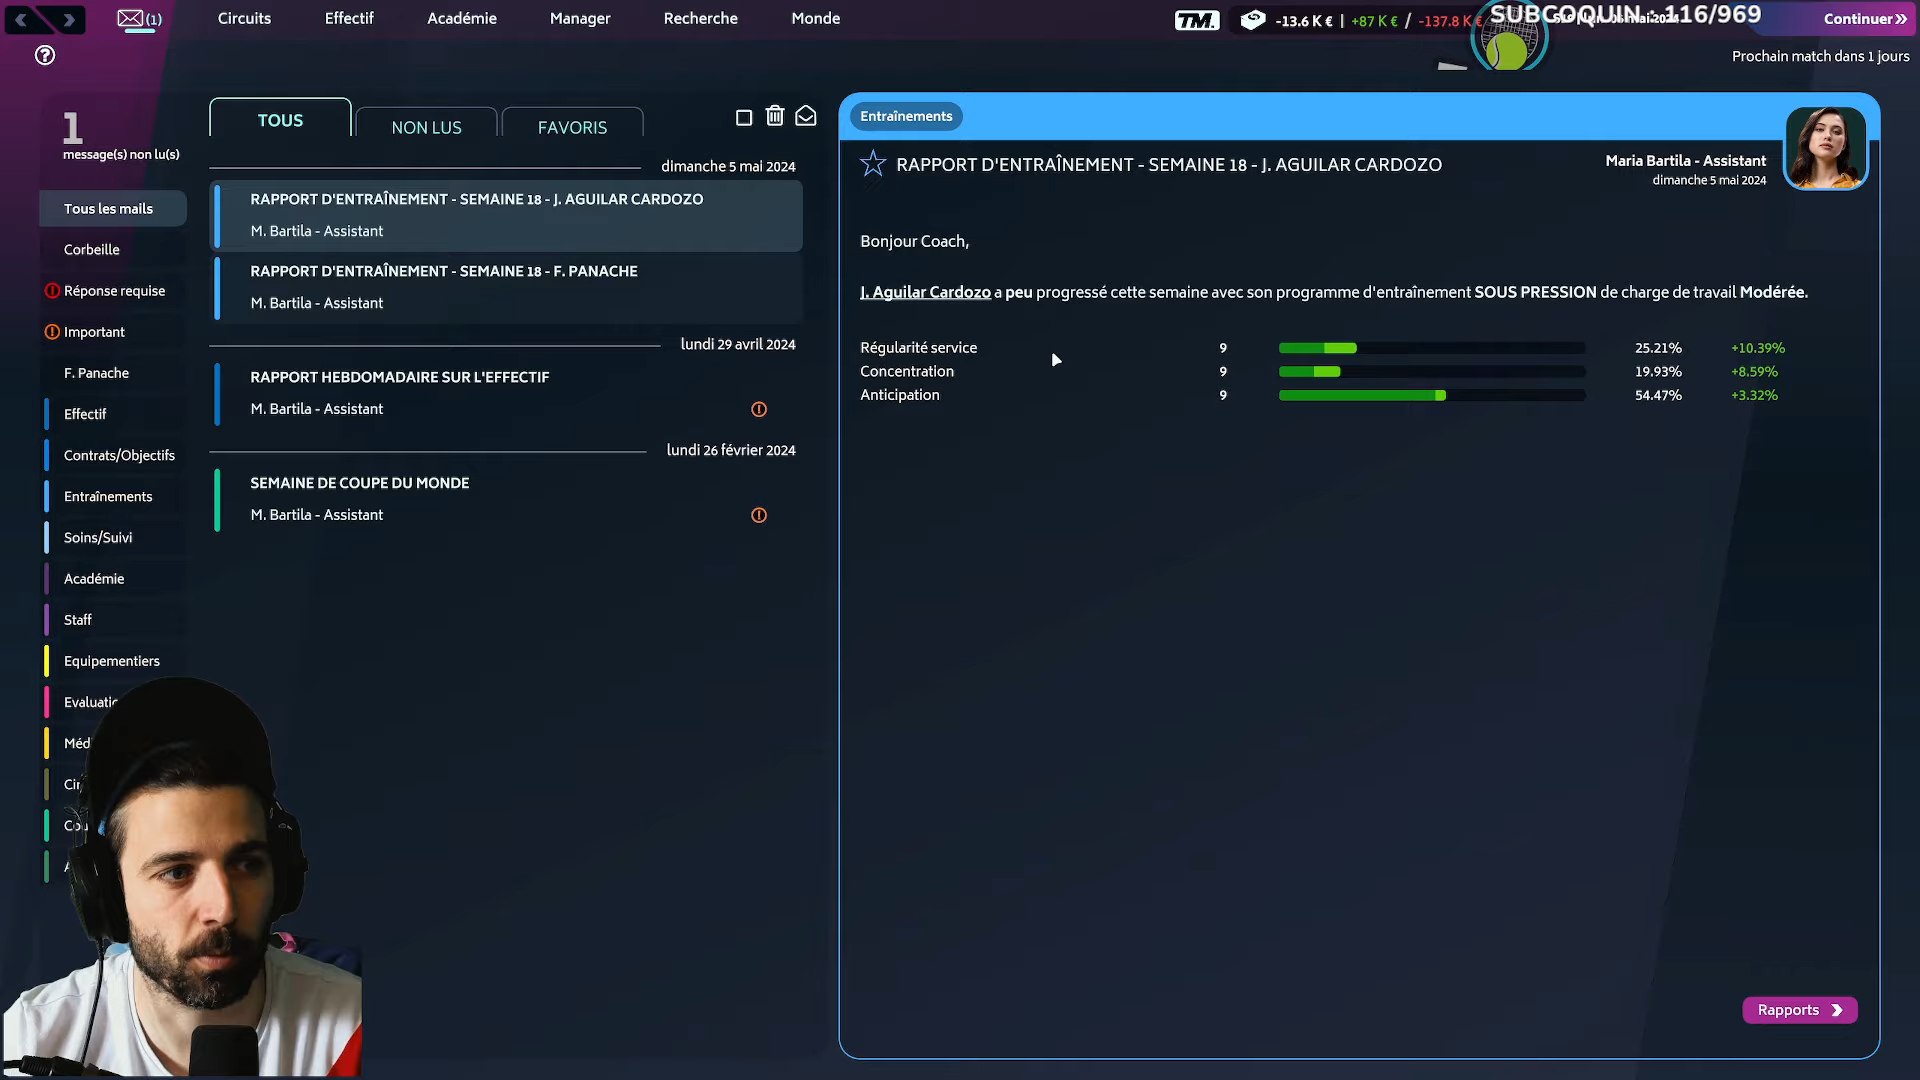 (1)
Circuits
Effectif
Académie
Manager
Recherche
Monde
TM.
-13.6 K € | +87 K € / -137.8 K €
SUBCOQUIN : 116/969
Continuer
Prochain match dans 1 jours
1
message(s) non lu(s)
Tous les mails
Corbeille
Réponse requise
Important
F. Panache
Effectif
Contrats/Objectifs
Entraînements
Soins/Suivi
Académie
Staff
Equipementiers
TOUS
NON LUS
FAVORIS
dimanche 5 mai 2024
RAPPORT D'ENTRAÎNEMENT - SEMAINE 18 - J. AGUILAR CARDOZO
M. Bartila - Assistant
RAPPORT D'ENTRAÎNEMENT - SEMAINE 18 - F. PANACHE
M. Bartila - Assistant
lundi 29 avril 2024
RAPPORT HEBDOMADAIRE SUR L'EFFECTIF
M. Bartila - Assistant
lundi 26 février 2024
SEMAINE DE COUPE DU MONDE
M. Bartila - Assistant
Entraînements
RAPPORT D'ENTRAÎNEMENT - SEMAINE 18 - J. AGUILAR CARDOZO
Maria Bartila - Assistant
dimanche 5 mai 2024
Bonjour Coach,
J. Aguilar Cardozo a peu progressé cette semaine avec son programme d'entraînement SOUS PRESSION de charge de travail Modérée.
Régularité service 9 25.21% +10.39%
Concentration 9 19.93% +8.59%
Anticipation 9 54.47% +3.32%
Rapports